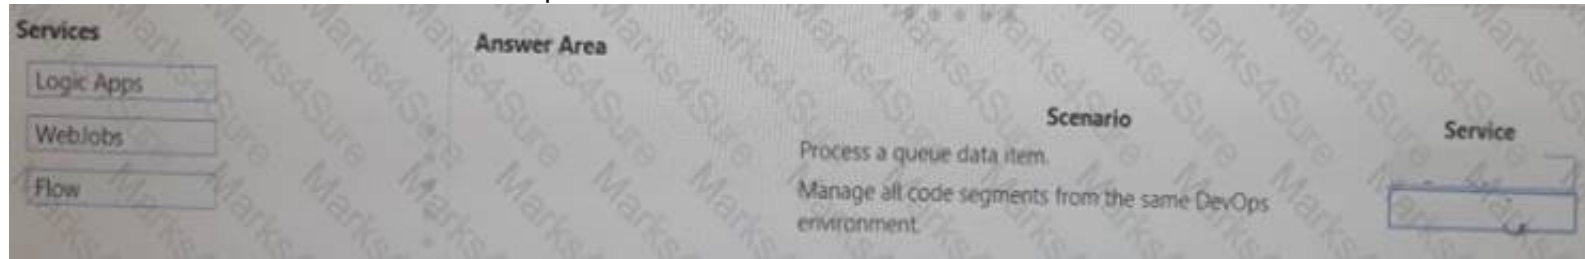 Services
Logic Apps
WebJobs
Flow
Answer Area
Scenario
Service
Process a queue data item.
Manage all code segments from the same DevOps
environment.
Marks4Sure